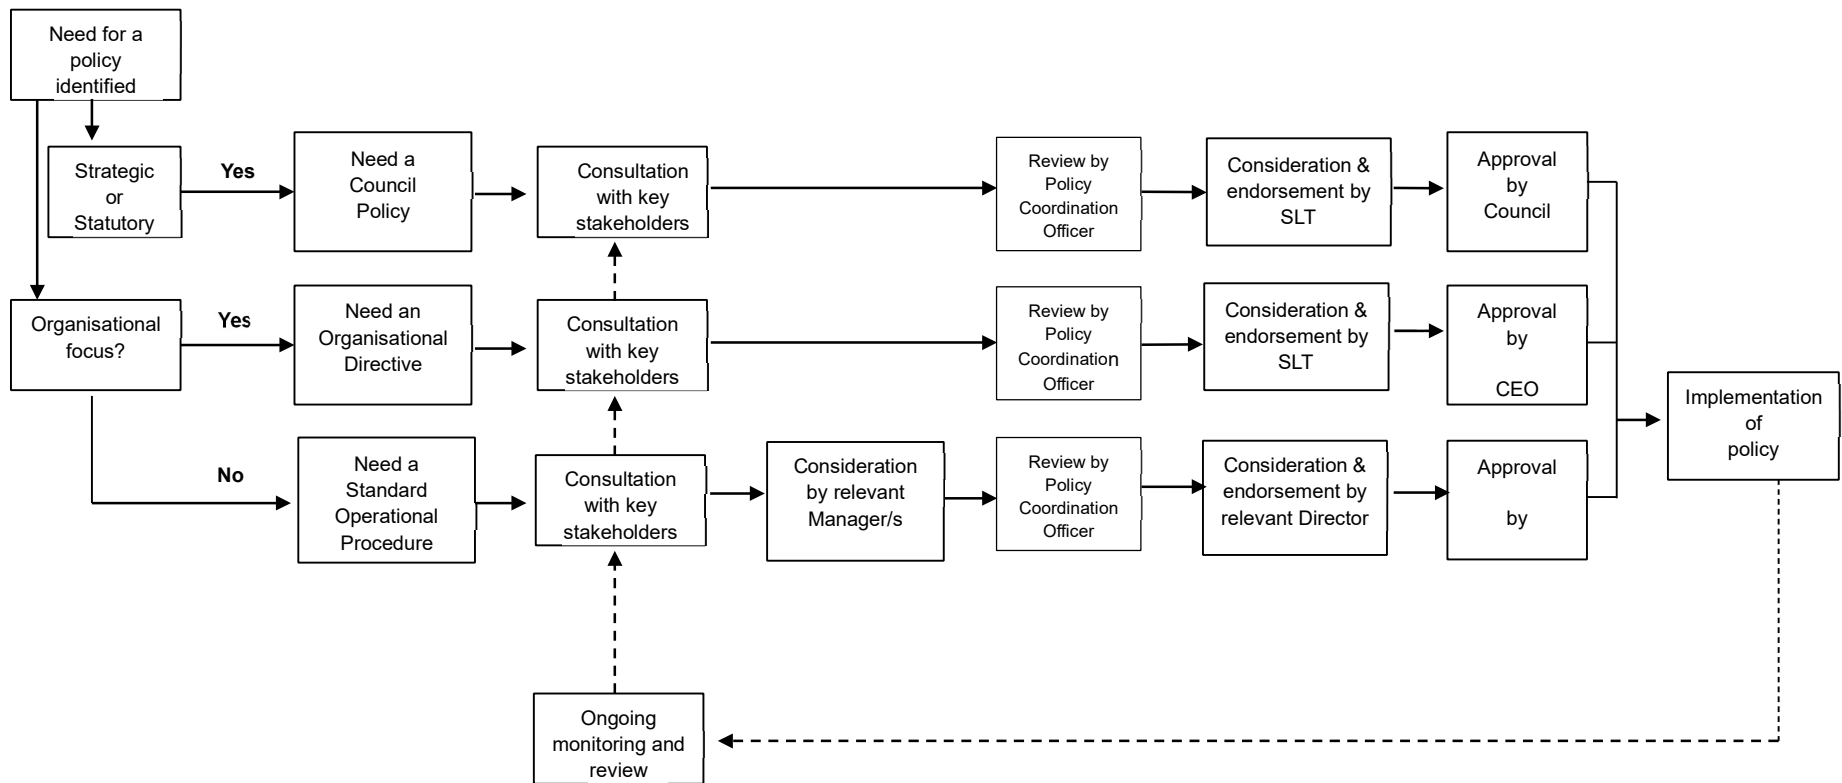 Need for a
policy
identified
Strategic
or
Statutory
Yes
Need a
Council
Policy
Consultation
with key
stakeholders
Review by
Policy
Coordination
Officer
Consideration &
endorsement by
SLT
Approval
by
Council
Organisational
focus?
Yes
Need an
Organisational
Directive
Consultation
with key
stakeholders
Review by
Policy
Coordination
Officer
Consideration &
endorsement by
SLT
Approval
by
CEO
No
Need a
Standard
Operational
Procedure
Consultation
with key
stakeholders
Consideration
by relevant
Manager/s
Review by
Policy
Coordination
Officer
Consideration &
endorsement by
relevant Director
Approval
by
Implementation
of
policy
Ongoing
monitoring and
review